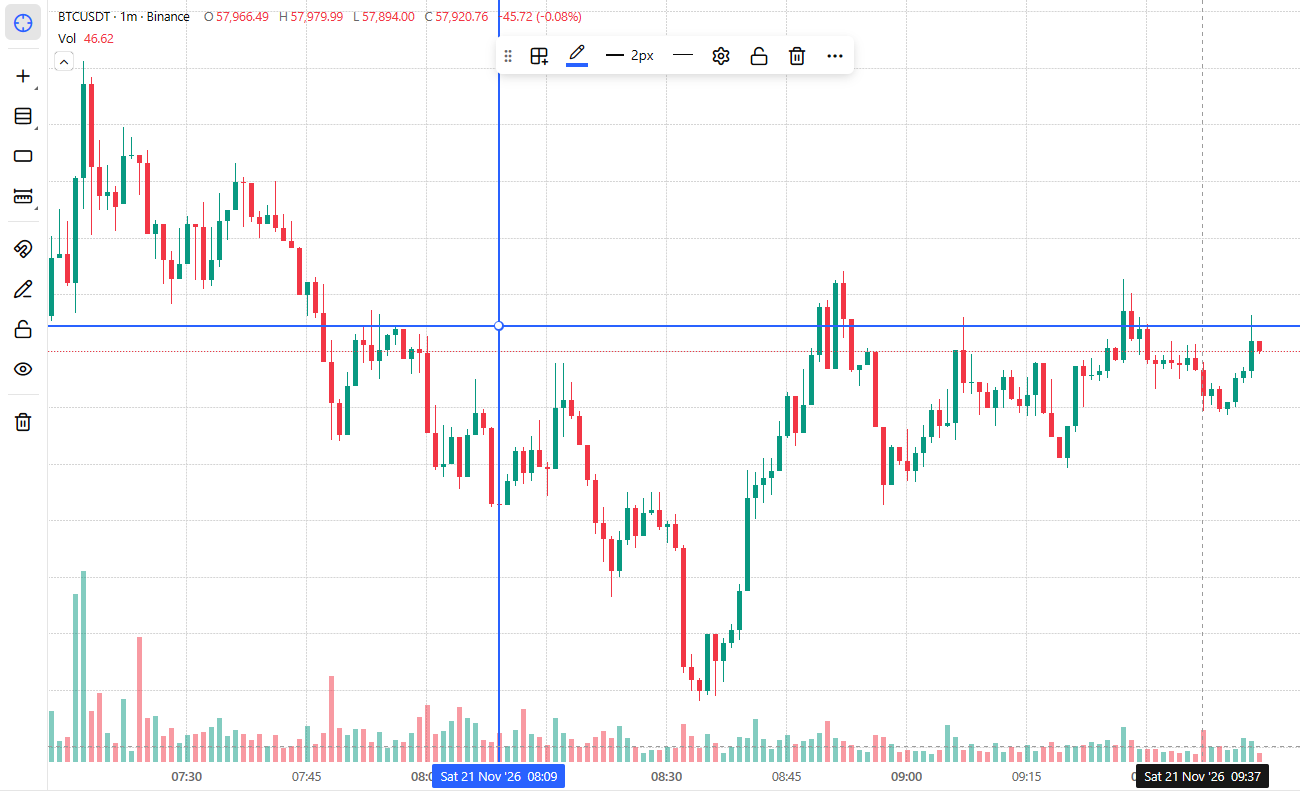 BTCUSDT · 1m · Binance O 57,966.49 H 57,979.99 L 57,894.00 C 57,920.76 -45.72 (-0.08%)
Vol 46.62
2px
07:30 07:45 08:0 Sat 21 Nov '26 08:09 08:30 08:45 09:00 09:15 Sat 21 Nov '26 09:37